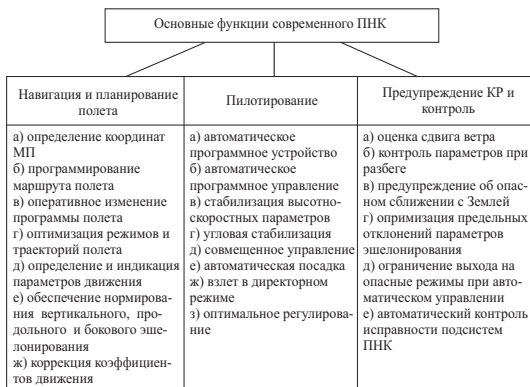 Основные функции современного ПНК
Навигация и планирование
полета
а) определение координат
МП
б) программирование
маршрута полета
в) оперативное изменение
программы полета
г) оптимизация режимов и
траекторий полета
д) определение и индикация
параметров движения
е) обеспечение нормирова-
ния вертикального, про-
дольного и бокового эше-
лонирования
ж) коррекция коэффициен-
тов движения
Пилотирование
а) автоматическое
программное устройство
б) автоматическое
программное управление
в) стабилизация высотно-
скоростных параметров
г) угловая стабилизация
д) совмещенное управление
е) автоматическая посадка
ж) взлет в директорном
режиме
з) оптимальное регулирова-
ние
Предупреждение КР и
контроль
а) оценка сдвига ветра
б) контроль параметров при
разбеге
в) предупреждение об опас-
ном сближении с Землей
г) опримизация предельных
отклонений параметров
эшелонирования
д) ограничение выхода на
опасные режимы при авто-
матическом управлении
е) автоматический контроль
исправности подсистем
ПНК